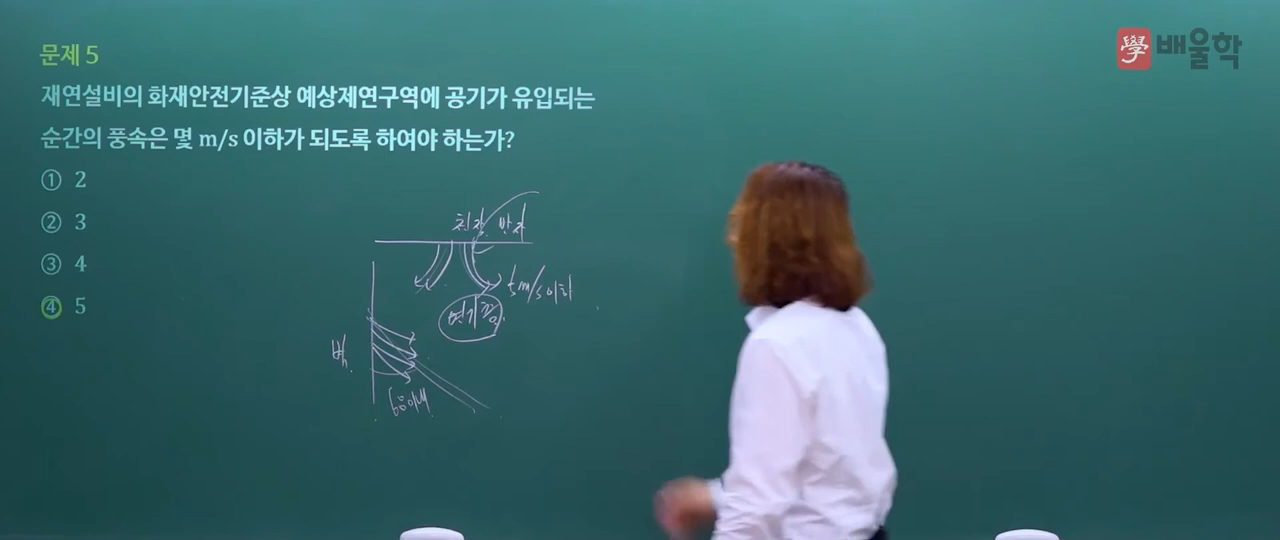 문제 5
學 배울학
재연설비의 화재안전기준상 예상제연구역에 공기가 유입되는
순간의 풍속은 몇 m/s 이하가 되도록 하여야 하는가?
① 2
② 3
③ 4
④ 5
천장 반자
5m/s 이하
연기
벽.
60이내